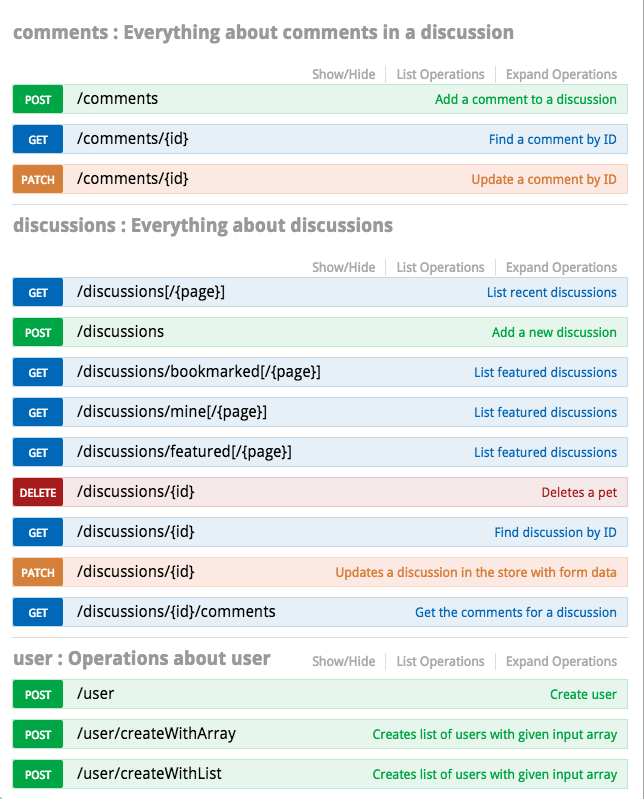 comments : Everything about comments in a discussion
Show/Hide List Operations Expand Operations
POST /comments Add a comment to a discussion
GET /comments/{id} Find a comment by ID
PATCH /comments/{id} Update a comment by ID
discussions : Everything about discussions
Show/Hide List Operations Expand Operations
GET /discussions[/{page}] List recent discussions
POST /discussions Add a new discussion
GET /discussions/bookmarked[/{page}] List featured discussions
GET /discussions/mine[/{page}] List featured discussions
GET /discussions/featured[/{page}] List featured discussions
DELETE /discussions/{id} Deletes a pet
GET /discussions/{id} Find discussion by ID
PATCH /discussions/{id} Updates a discussion in the store with form data
GET /discussions/{id}/comments Get the comments for a discussion
user : Operations about user Show/Hide List Operations Expand Operations
POST /user Create user
POST /user/createWithArray Creates list of users with given input array
POST /user/createWithList Creates list of users with given input array